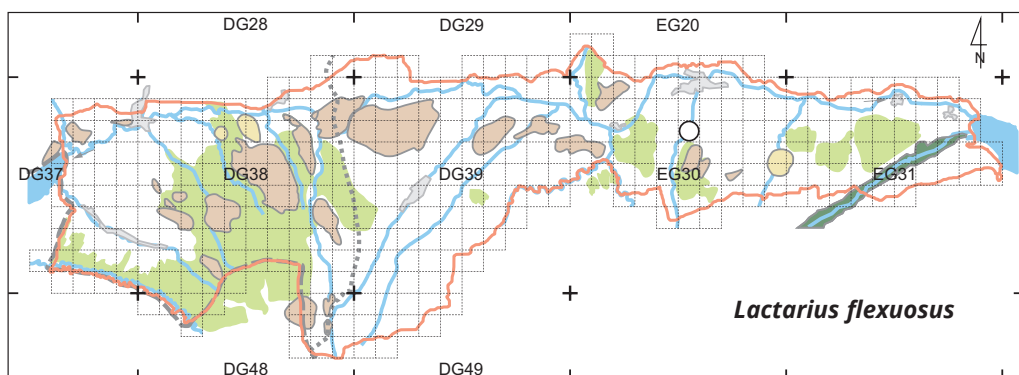 DG28 DG29 EG20
N
DG37 DG38 DG39 EG30 EG31
Lactarius flexuosus
DG48 DG49